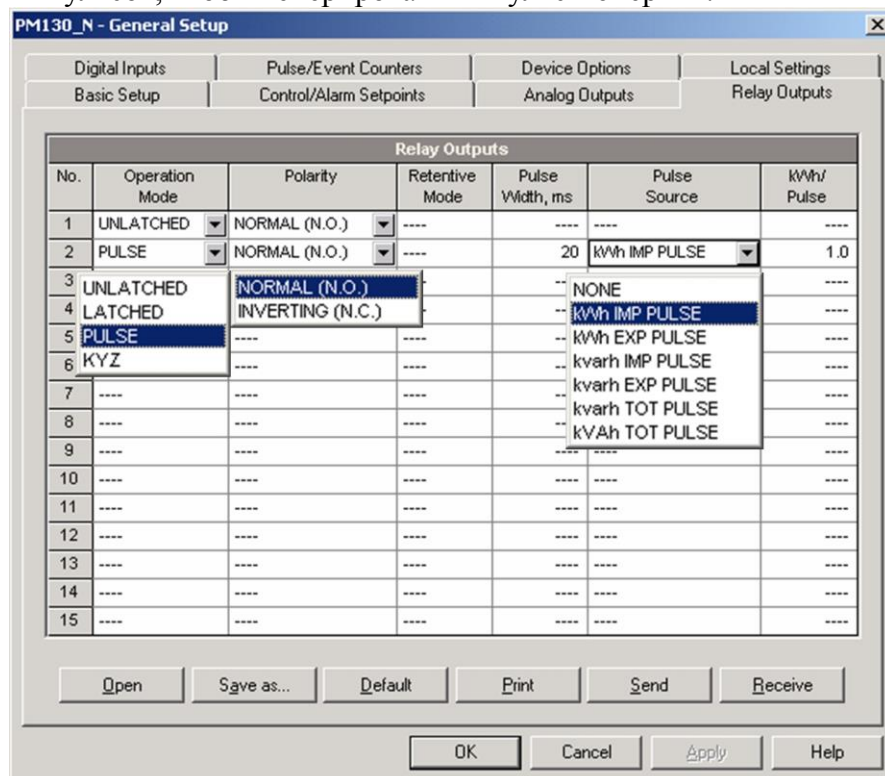 PM130_N - General Setup
Digital Inputs Pulse/Event Counters Device Options Local Settings
Basic Setup Control/Alarm Setpoints Analog Outputs Relay Outputs
Relay Outputs
No. Operation Mode Polarity Retentive Mode Pulse Width, ms Pulse Source kWh/ Pulse
1 UNLATCHED NORMAL (N.O.) ---- ---- ---- ----
2 PULSE NORMAL (N.O.) ---- 20 kWh IMP PULSE 1.0
3
4
5 ---- ----
6 ---- ----
7 ---- ---- ----
8 ---- ---- ----
9 ---- ---- ---- ---- ---- ----
10 ---- ---- ---- ---- ---- ----
11 ---- ---- ---- ---- ---- ----
12 ---- ---- ---- ---- ---- ----
13 ---- ---- ---- ---- ---- ----
14 ---- ---- ---- ---- ---- ----
15 ---- ---- ---- ---- ---- ----
UNLATCHED
LATCHED
PULSE
KYZ
NORMAL (N.O.)
INVERTING (N.C.)
NONE
kWh IMP PULSE
kWh EXP PULSE
kvarh IMP PULSE
kvarh EXP PULSE
kvarh TOT PULSE
kVAh TOT PULSE
Open Save as... Default Print Send Receive
OK Cancel Apply Help